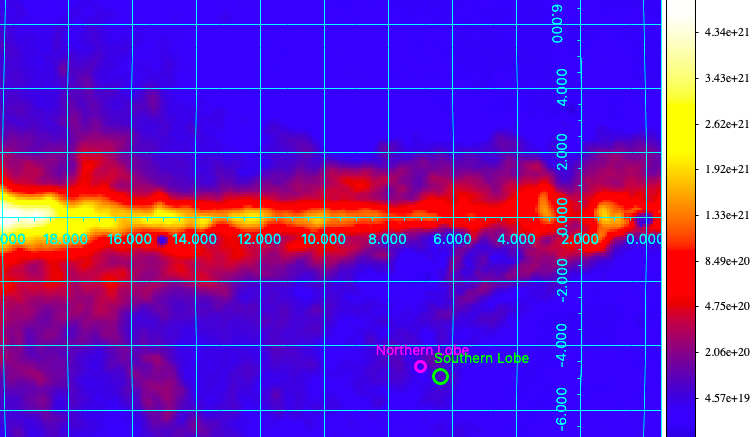 6.000
4.34e+21
3.43e+21
4.000
2.62e+21
2.000
1.92e+21
1.33e+21
0.000
.000 18.000 16.000 14.000 12.000 10.000 8.000 6.000 4.000 2.000 0.000
8.49e+20
-2.000
4.75e+20
-4.000
2.06e+20
Northern Lobe
Southern Lobe
4.57e+19
-6.000